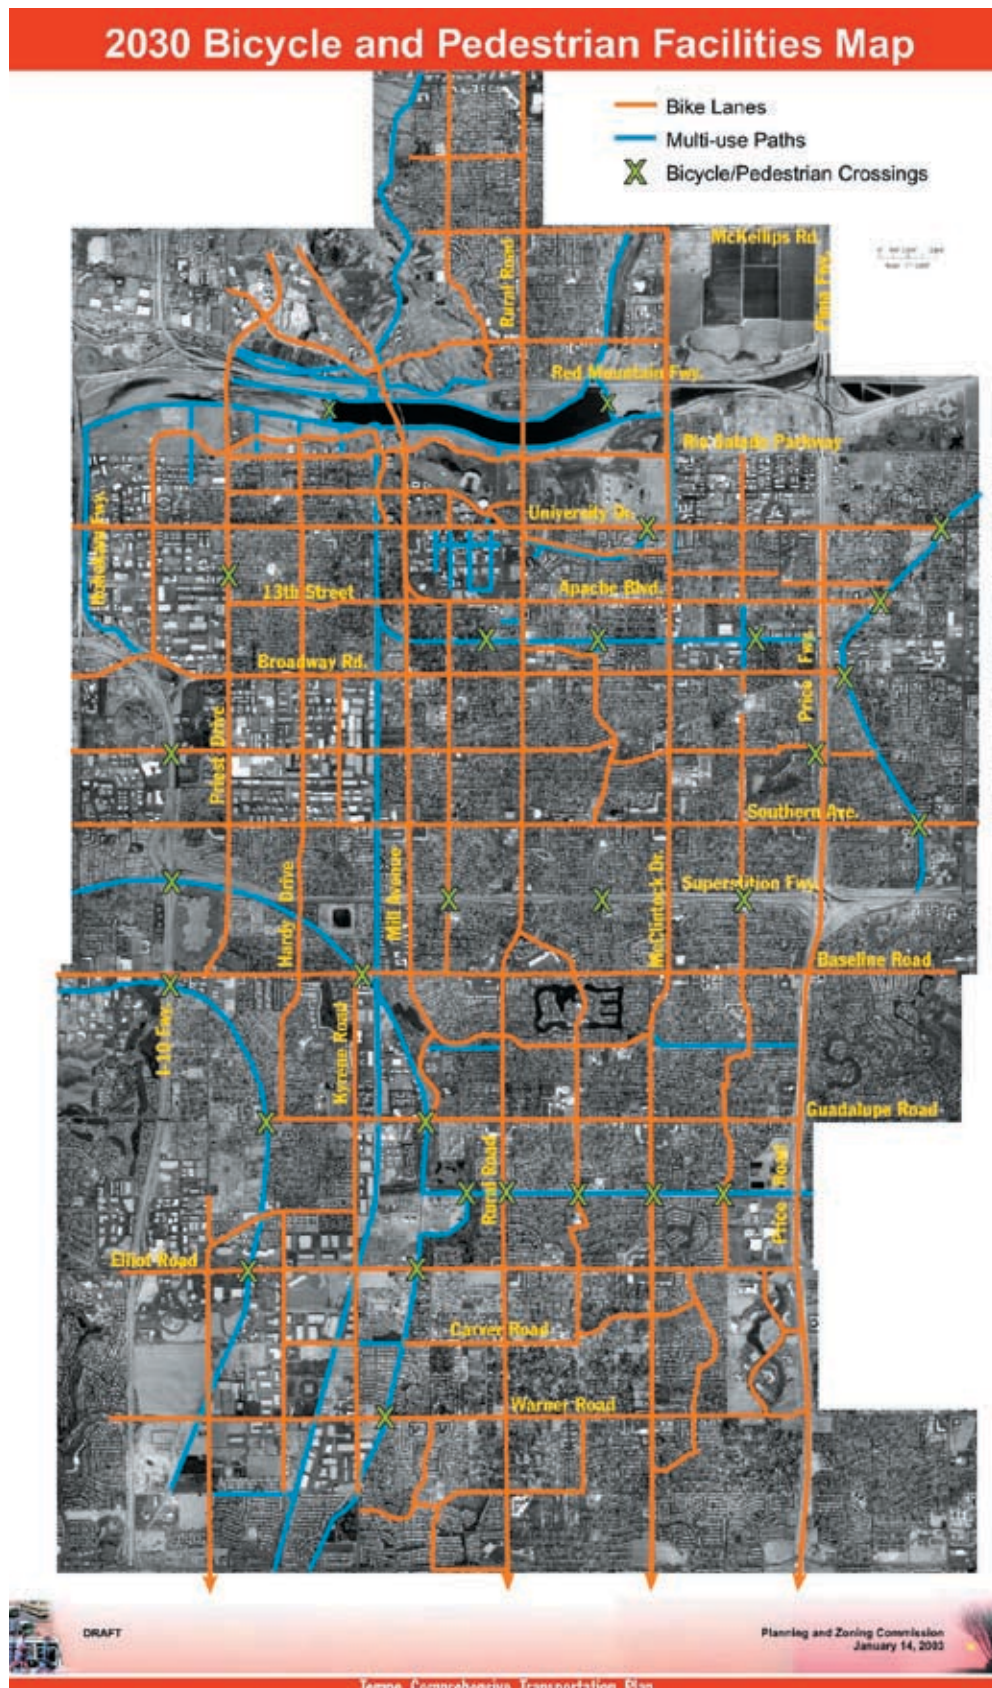 2030 Bicycle and Pedestrian Facilities Map
Bike Lanes
Multi-use Paths
Bicycle/Pedestrian Crossings
McKellips Rd.
Rural Road
Pima Fwy.
Red Mountain Fwy.
Rio Salado Parkway
University Dr.
Hohokam Fwy.
13th Street
Apache Blvd.
Broadway Rd.
Price Fwy.
Priest Drive
Southern Ave.
Hardy Drive
Mill Avenue
McClintock Dr.
Superstition Fwy.
Baseline Road
I-10 Fwy.
Kyrene Road
Guadalupe Road
Rural Road
Price Road
Elliot Road
Carver Road
Warner Road
DRAFT
Planning and Zoning Commission
January 14, 2003
Tempe Comprehensive Transportation Plan